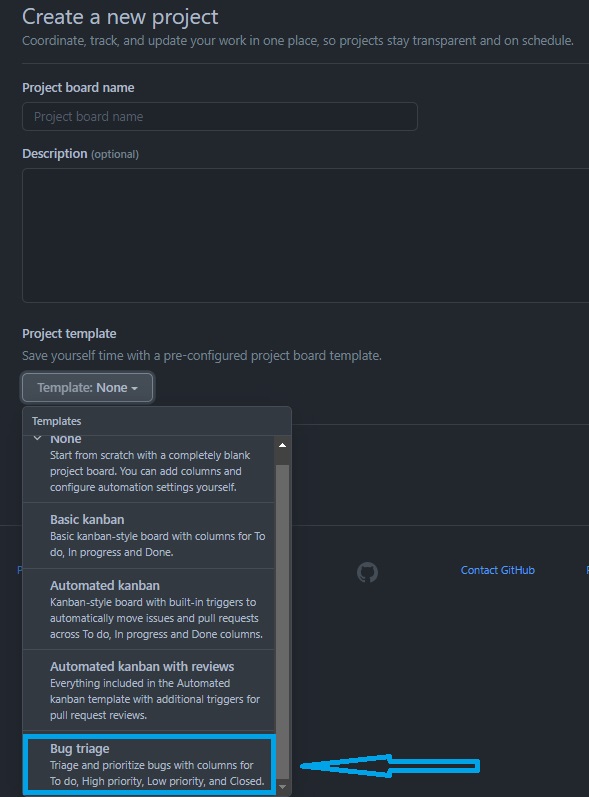 Create a new project
Coordinate, track, and update your work in one place, so projects stay transparent and on schedule.
Project board name
Project board name
Description (optional)
Project template
Save yourself time with a pre-configured project board template.
Template: None
Templates
None
Start from scratch with a completely blank
project board. You can add columns and
configure automation settings yourself.
Basic kanban
Basic kanban-style board with columns for To
do, In progress and Done.
Automated kanban
Kanban-style board with built-in triggers to
automatically move issues and pull requests
across To do, In progress and Done columns.
Automated kanban with reviews
Everything included in the Automated
kanban template with additional triggers for
pull request reviews.
Bug triage
Triage and prioritize bugs with columns for
To do, High priority, Low priority, and Closed.
Contact GitHub